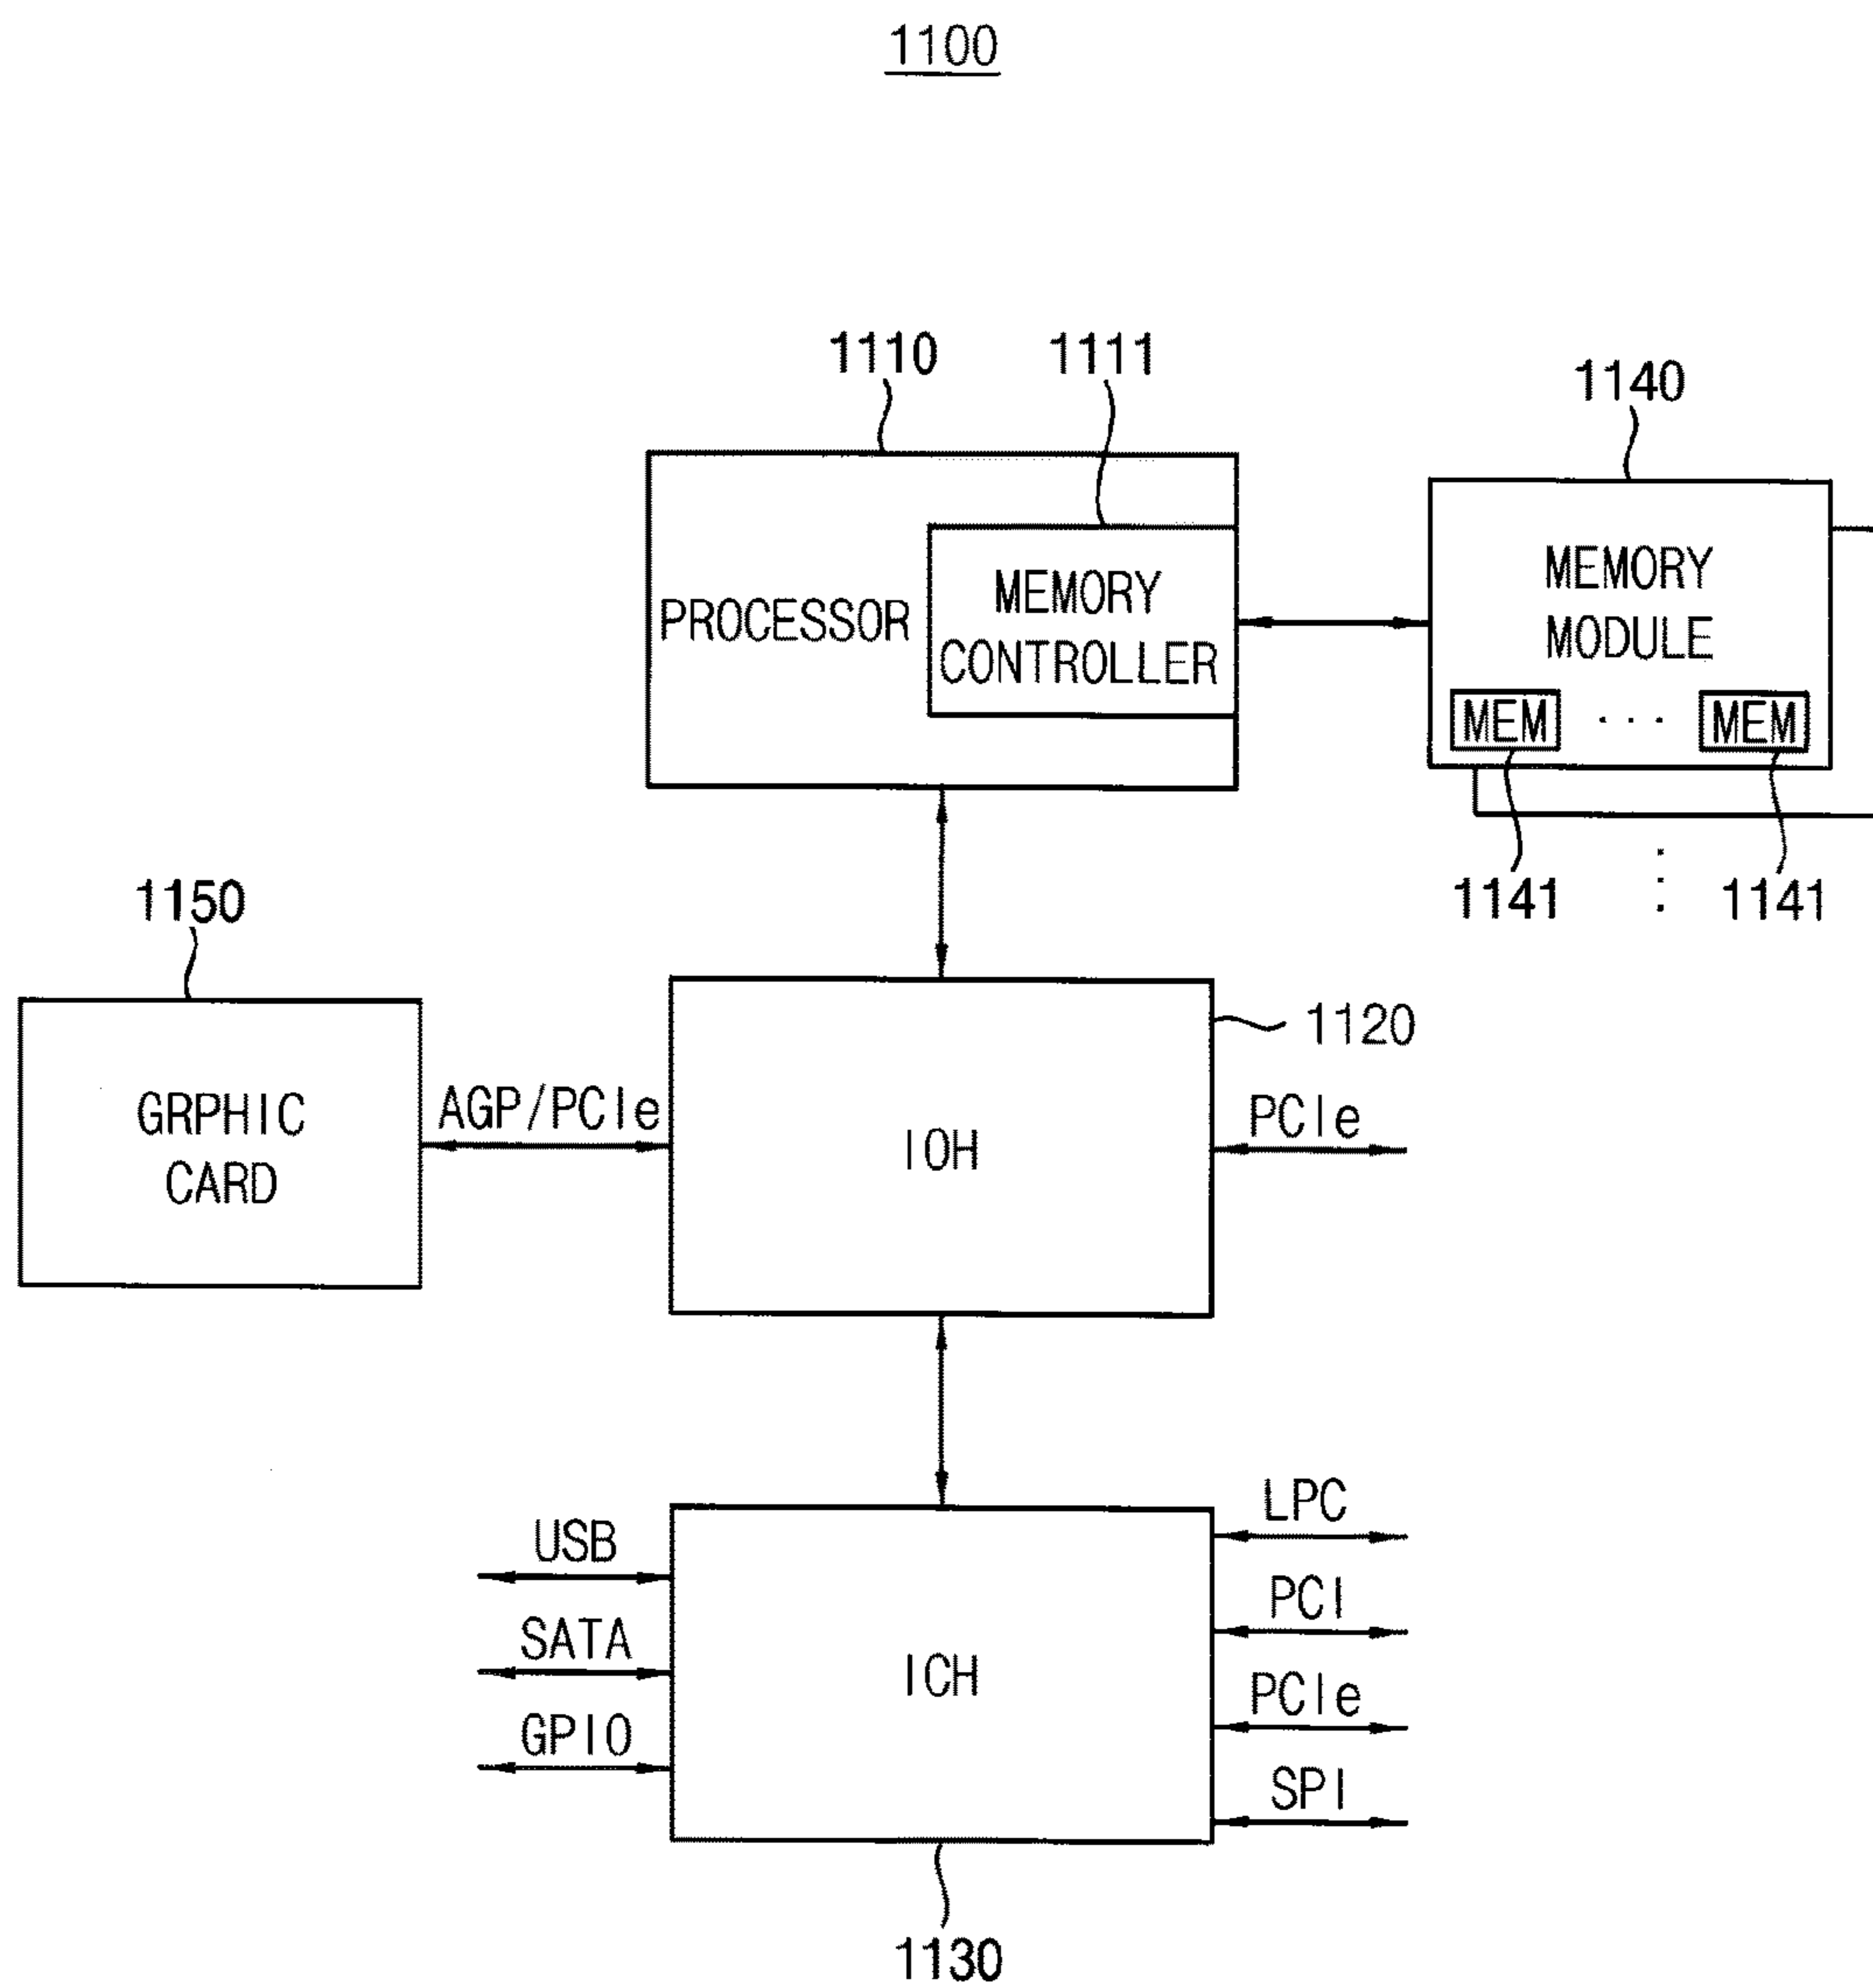 1100
1110
1111
1140
PROCESSOR
MEMORY
CONTROLLER
MEMORY
MODULE
MEM
. . .
MEM
1141
1141
1150
1120
GRPHIC
CARD
AGP/PCIe
IOH
PCIe
USB
SATA
GPIO
ICH
LPC
PCI
PCIe
SPI
1130